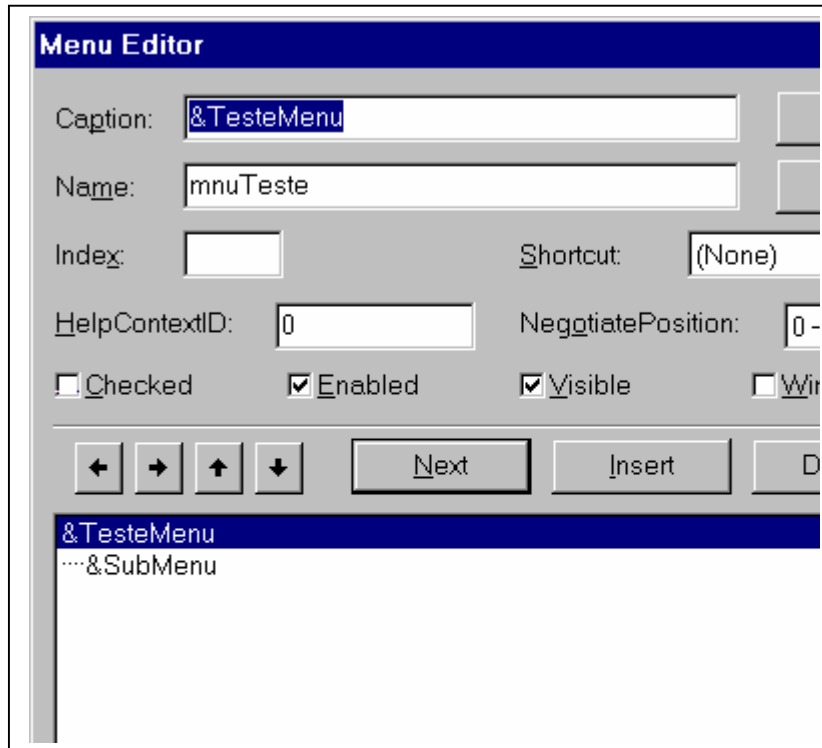 Menu Editor
Caption: &TesteMenu
Name: mnuTeste
Index: Shortcut: (None)
HelpContextID: 0 NegotiatePosition: 0 -
Checked Enabled Visible
Next Insert
&TesteMenu
····&SubMenu